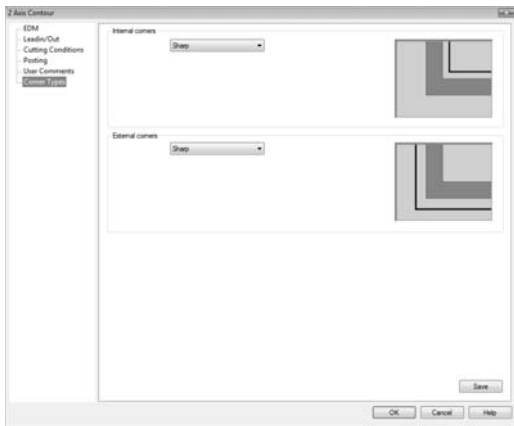 2 Axis Contour
EDM
Leadin/Out
Cutting Conditions
Posting
User Comments
Corner Types
Internal corners
Sharp
External corners
Sharp
Save
OK
Cancel
Help